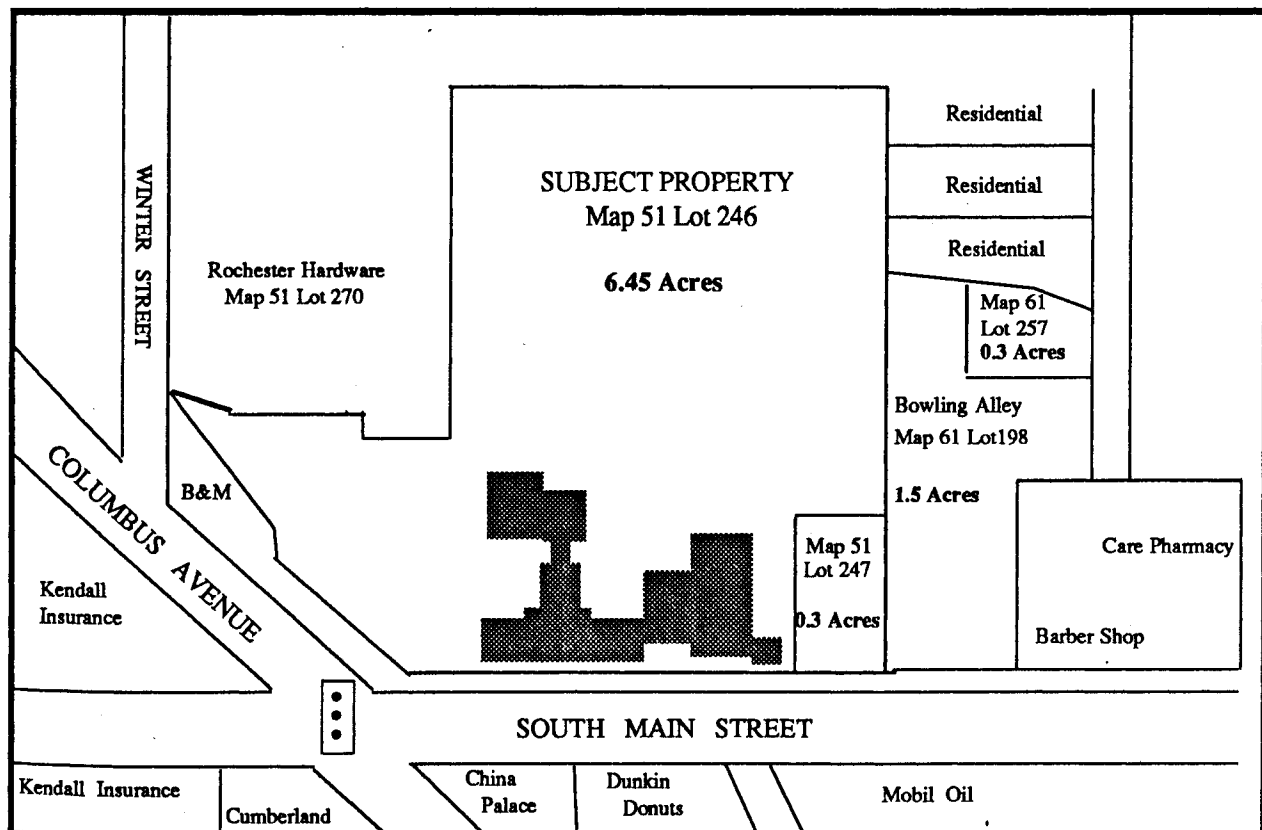 Residential
SUBJECT PROPERTY
Map 51 Lot 246
6.45 Acres
Residential
Residential
WINTER STREET
Rochester Hardware
Map 51 Lot 270
Map 61
Lot 257
0.3 Acres
Bowling Alley
Map 61 Lot198
1.5 Acres
COLUMBUS AVENUE
B&M
Kendall
Insurance
Map 51
Lot 247
0.3 Acres
Care Pharmacy
Barber Shop
SOUTH MAIN STREET
Kendall Insurance
Cumberland
China
Palace
Dunkin
Donuts
Mobil Oil